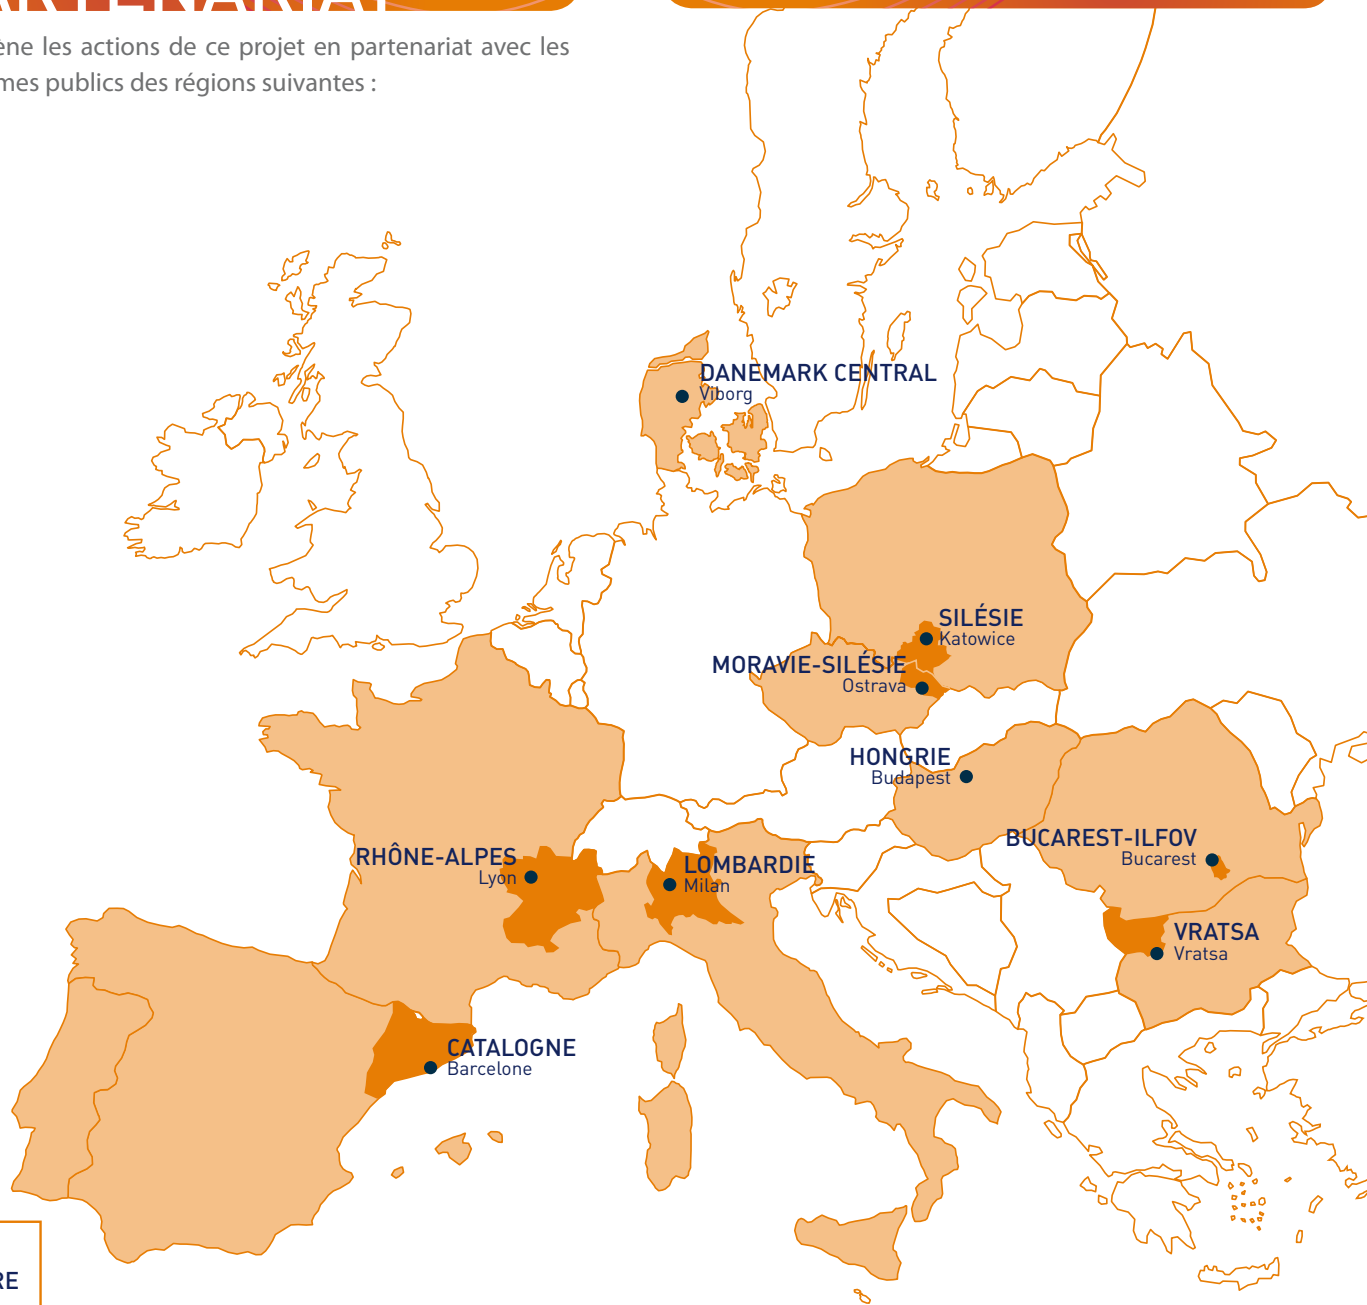 ène les actions de ce projet en partenariat avec les
mes publics des régions suivantes :
DANEMARK CENTRAL
Viborg
SILÉSIE
Katowice
MORAVIE-SILÉSIE
Ostrava
HONGRIE
Budapest
BUCAREST-ILFOV
Bucarest
RHÔNE-ALPES
Lyon
LOMBARDIE
Milan
VRATSA
Vratsa
CATALOGNE
Barcelone
RE